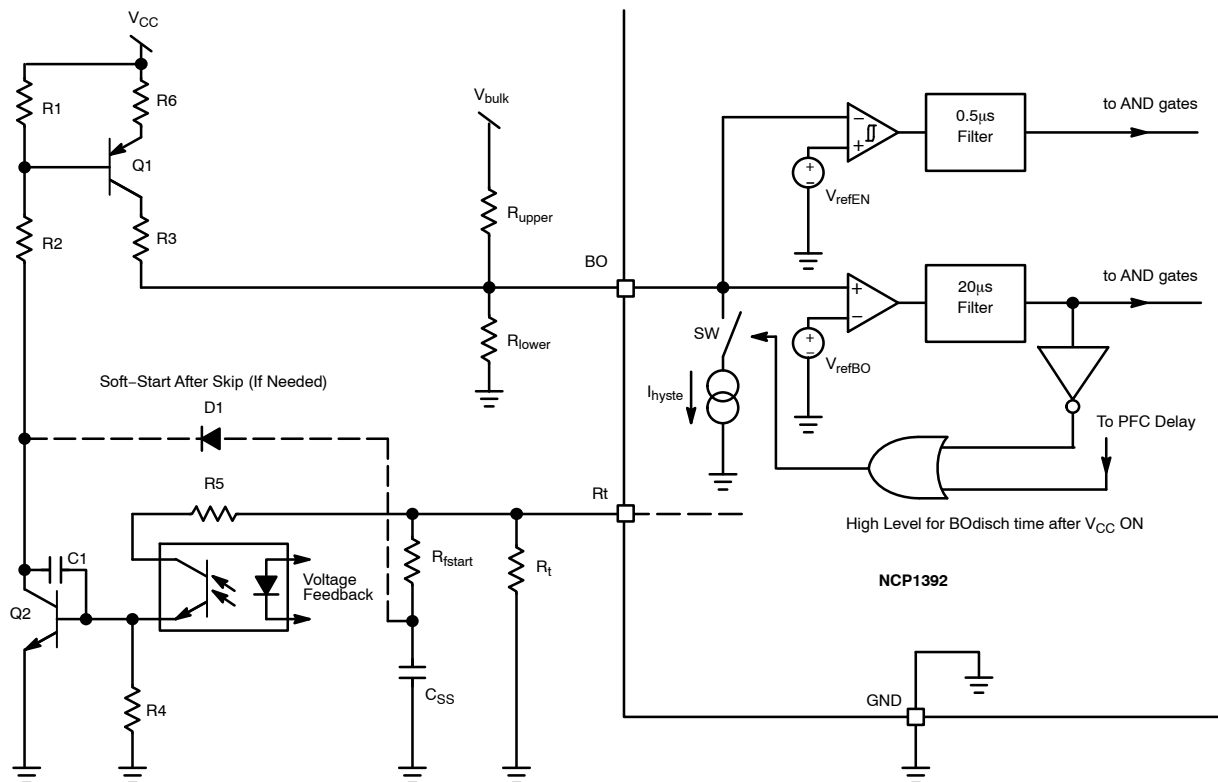 VCC
R1
R6
Q1
R2
R3
Vbulk
Rupper
Rlower
BO
VrefEN
0.5µs
Filter
to AND gates
SW
Ihyste
VrefBO
20µs
Filter
to AND gates
To PFC Delay
High Level for BOdisch time after VCC ON
NCP1392
Soft−Start After Skip (If Needed)
D1
R5
Rt
C1
Q2
Voltage
Feedback
Rfstart
Rt
R4
CSS
GND